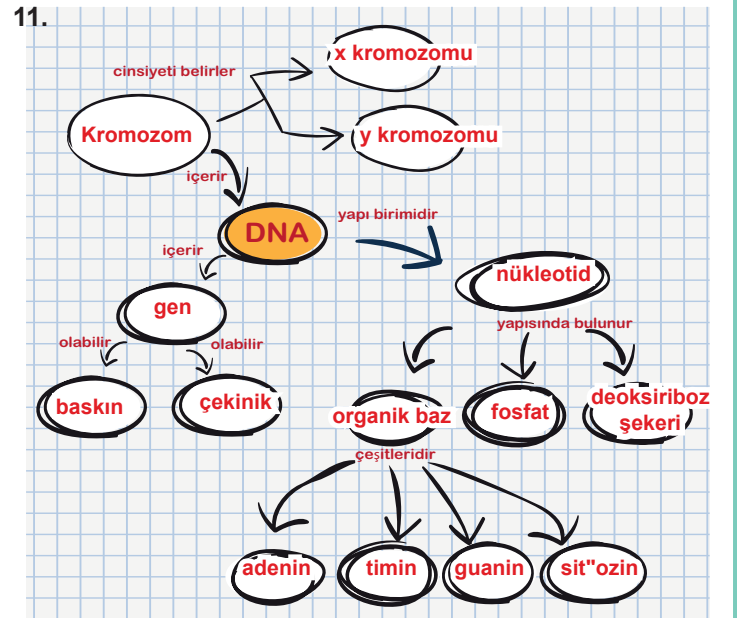 11.
x kromozomu
cinsiyeti belirler
Kromozom
y kromozomu
içerir
yapı birimidir
DNA
içerir
nükleotid
gen
yapısında bulunur
olabilir
olabilir
baskın
çekinik
organik baz
fosfat
deoksiriboz
şekeri
çeşitleridir
adenin
timin
guanin
sit"ozin